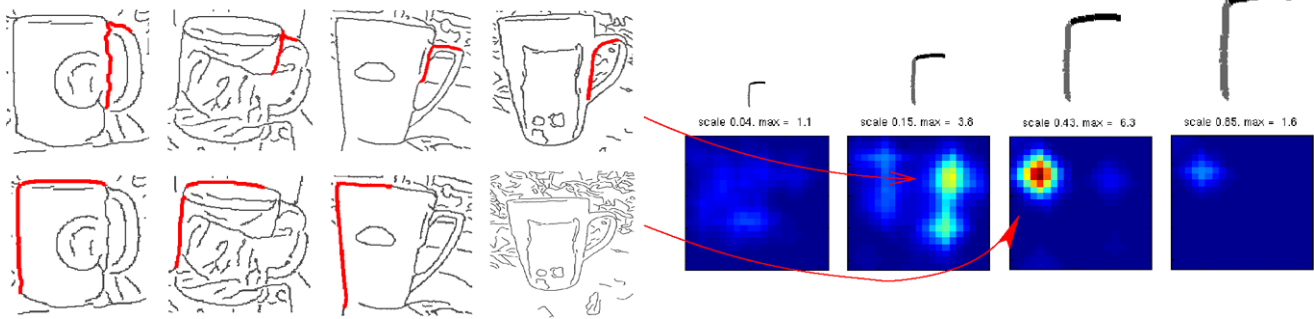 scale 0.04. max = 1.1
scale 0.15. max = 3.8
scale 0.43. max = 6.3
scale 0.85. max = 1.6